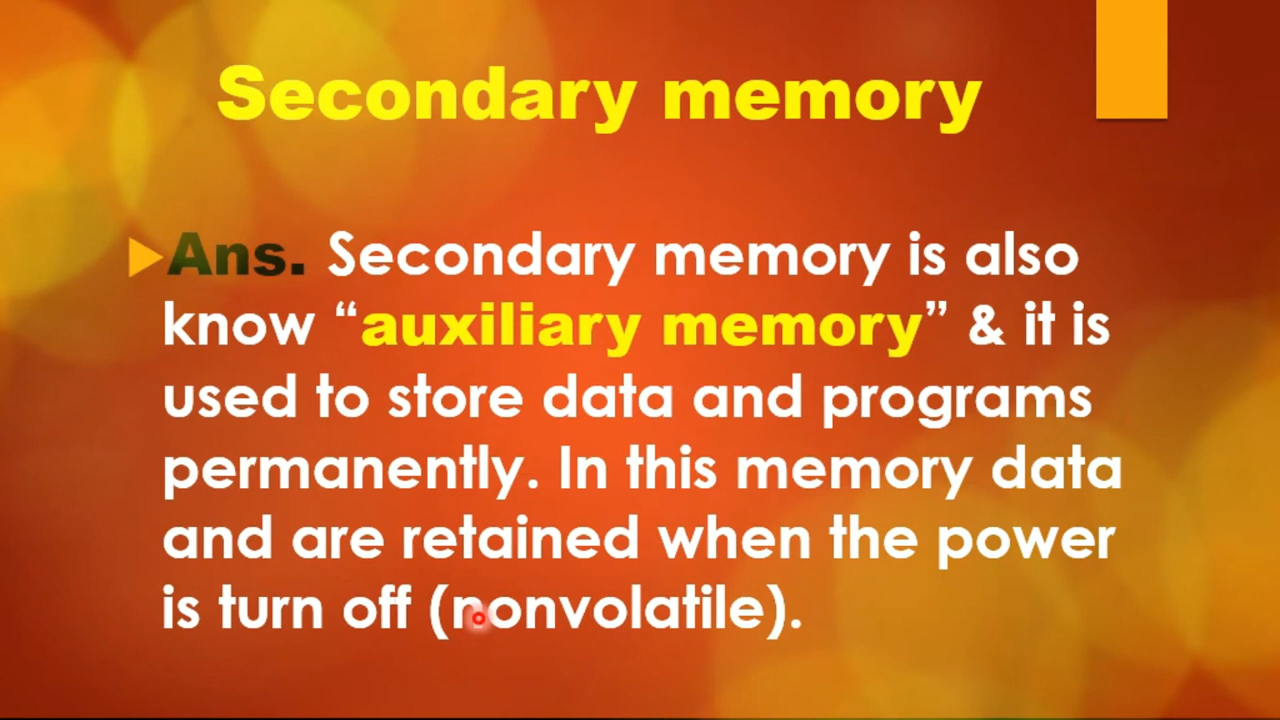 Secondary memory
Ans. Secondary memory is also
know “auxiliary memory” & it is
used to store data and programs
permanently. In this memory data
and are retained when the power
is turn off (nonvolatile).